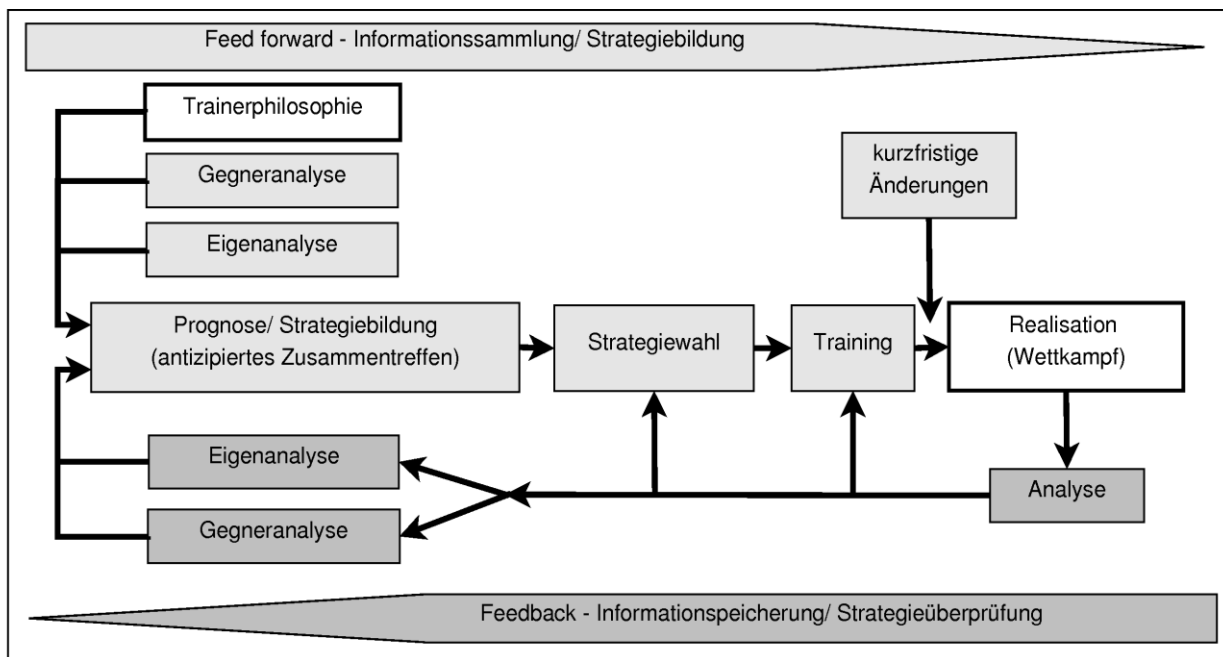 Feed forward - Informationssammlung/ Strategiebildung
Trainerphilosophie
Gegneranalyse
Eigenanalyse
kurzfristige
Änderungen
Prognose/ Strategiebildung
(antizipiertes Zusammentreffen)
Strategiewahl
Training
Realisation
(Wettkampf)
Eigenanalyse
Gegneranalyse
Analyse
Feedback - Informationspeicherung/ Strategieüberprüfung